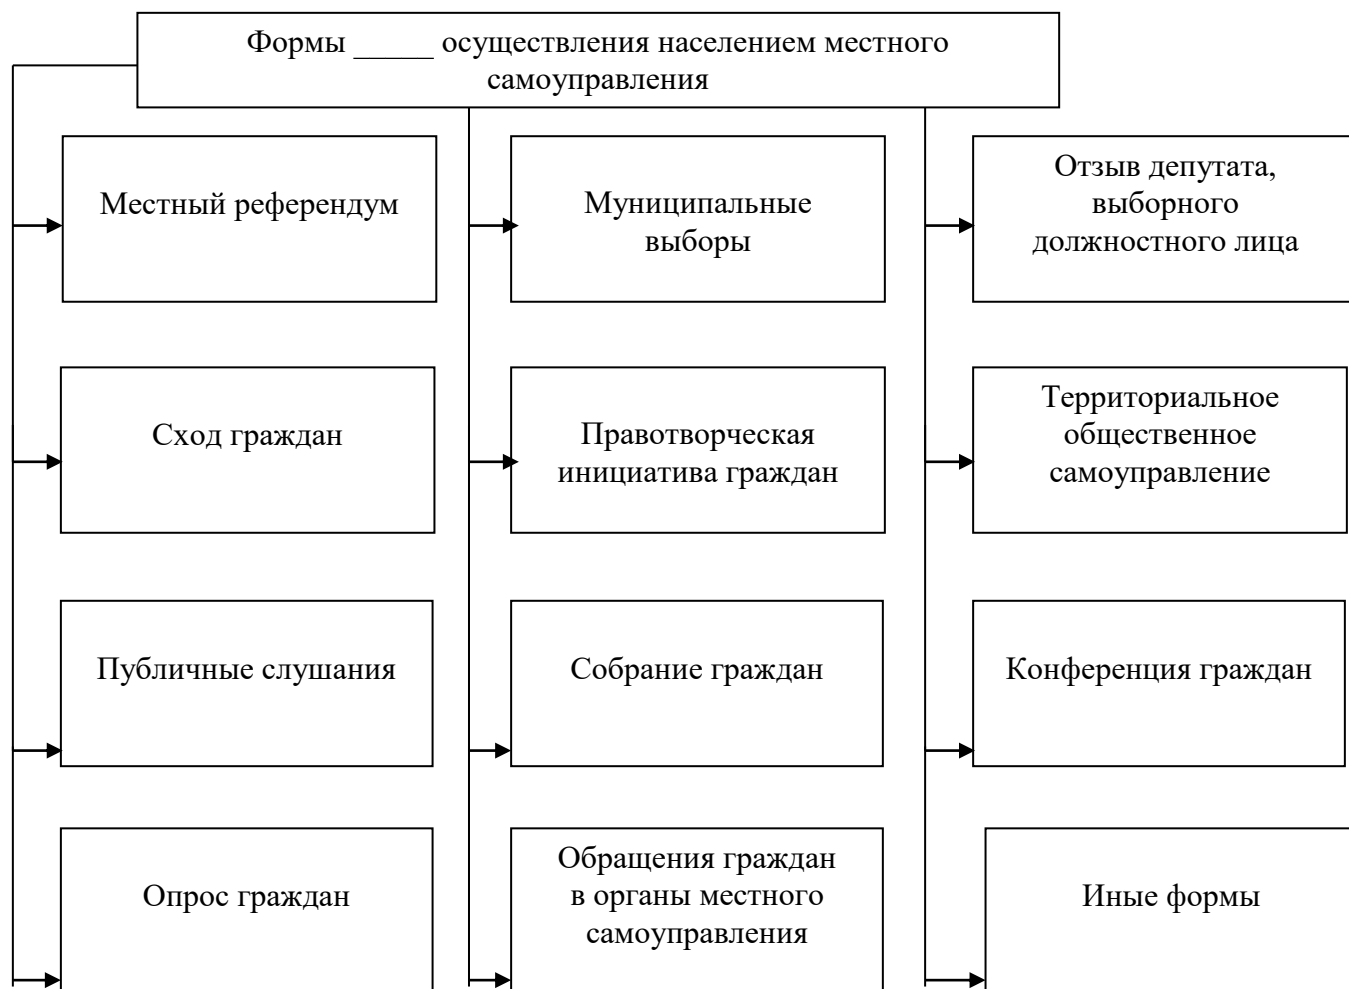 Формы _____ осуществления населением местного
самоуправления
Местный референдум
Муниципальные
выборы
Отзыв депутата,
выборного
должностного лица
Сход граждан
Правотворческая
инициатива граждан
Территориальное
общественное
самоуправление
Публичные слушания
Собрание граждан
Конференция граждан
Опрос граждан
Обращения граждан
в органы местного
самоуправления
Иные формы